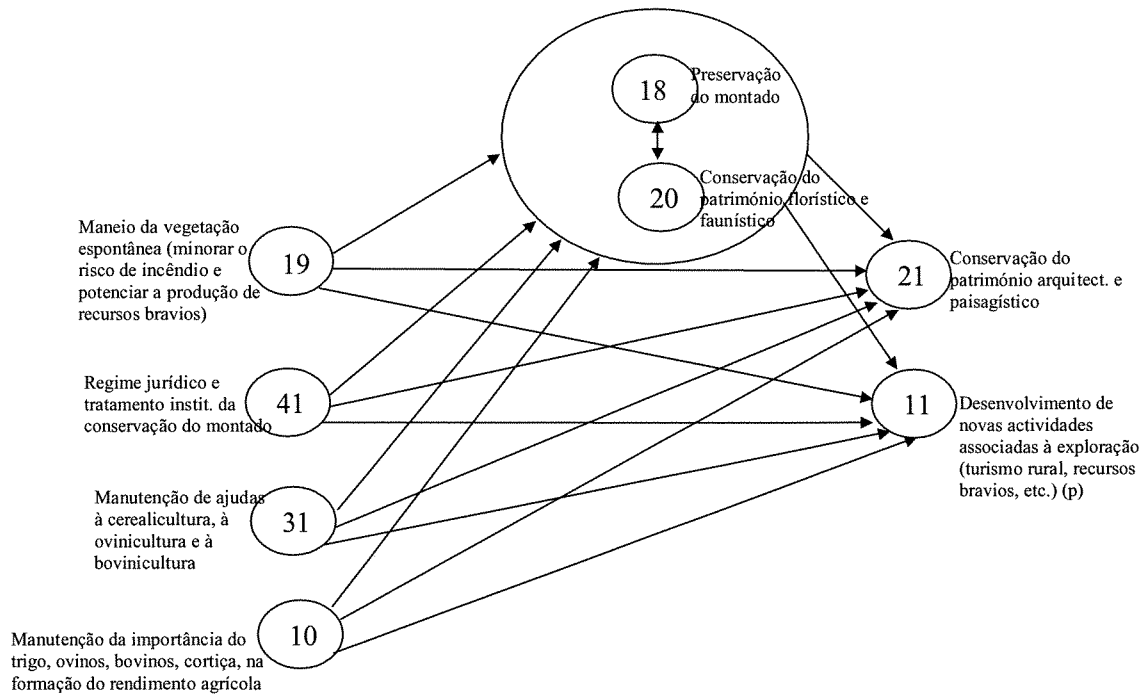 18
Preservação
do montado
20
Conservação do
património florístico e
faunístico
Maneio da vegetação
espontânea (minorar o
risco de incêndio e
potenciar a produção de
recursos bravios)
19
21
Conservação do
património arquitect. e
paisagístico
Regime jurídico e
tratamento instit. da
conservação do montado
41
11
Desenvolvimento de
novas actividades
associadas à exploração
(turismo rural, recursos
bravios, etc.) (p)
Manutenção de ajudas
à cerealicultura, à
ovinicultura e à
bovinicultura
31
10
Manutenção da importância do
trigo, ovinos, bovinos, cortiça, na
formação do rendimento agrícola